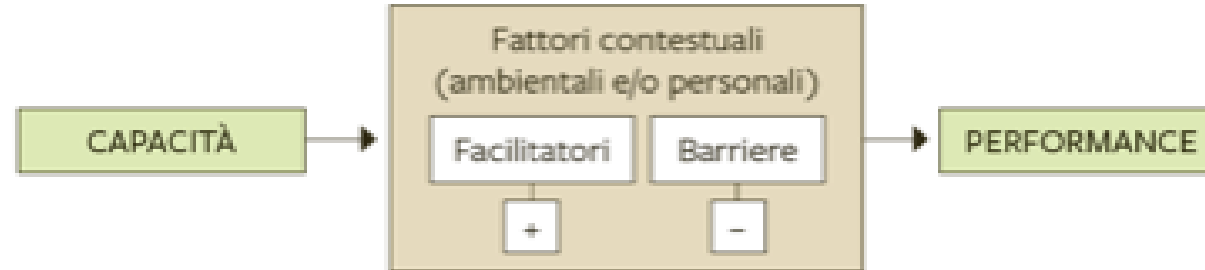 Fattori contestuali
(ambientali e/o personali)
CAPACITÀ
Facilitatori
Barriere
PERFORMANCE
+
–